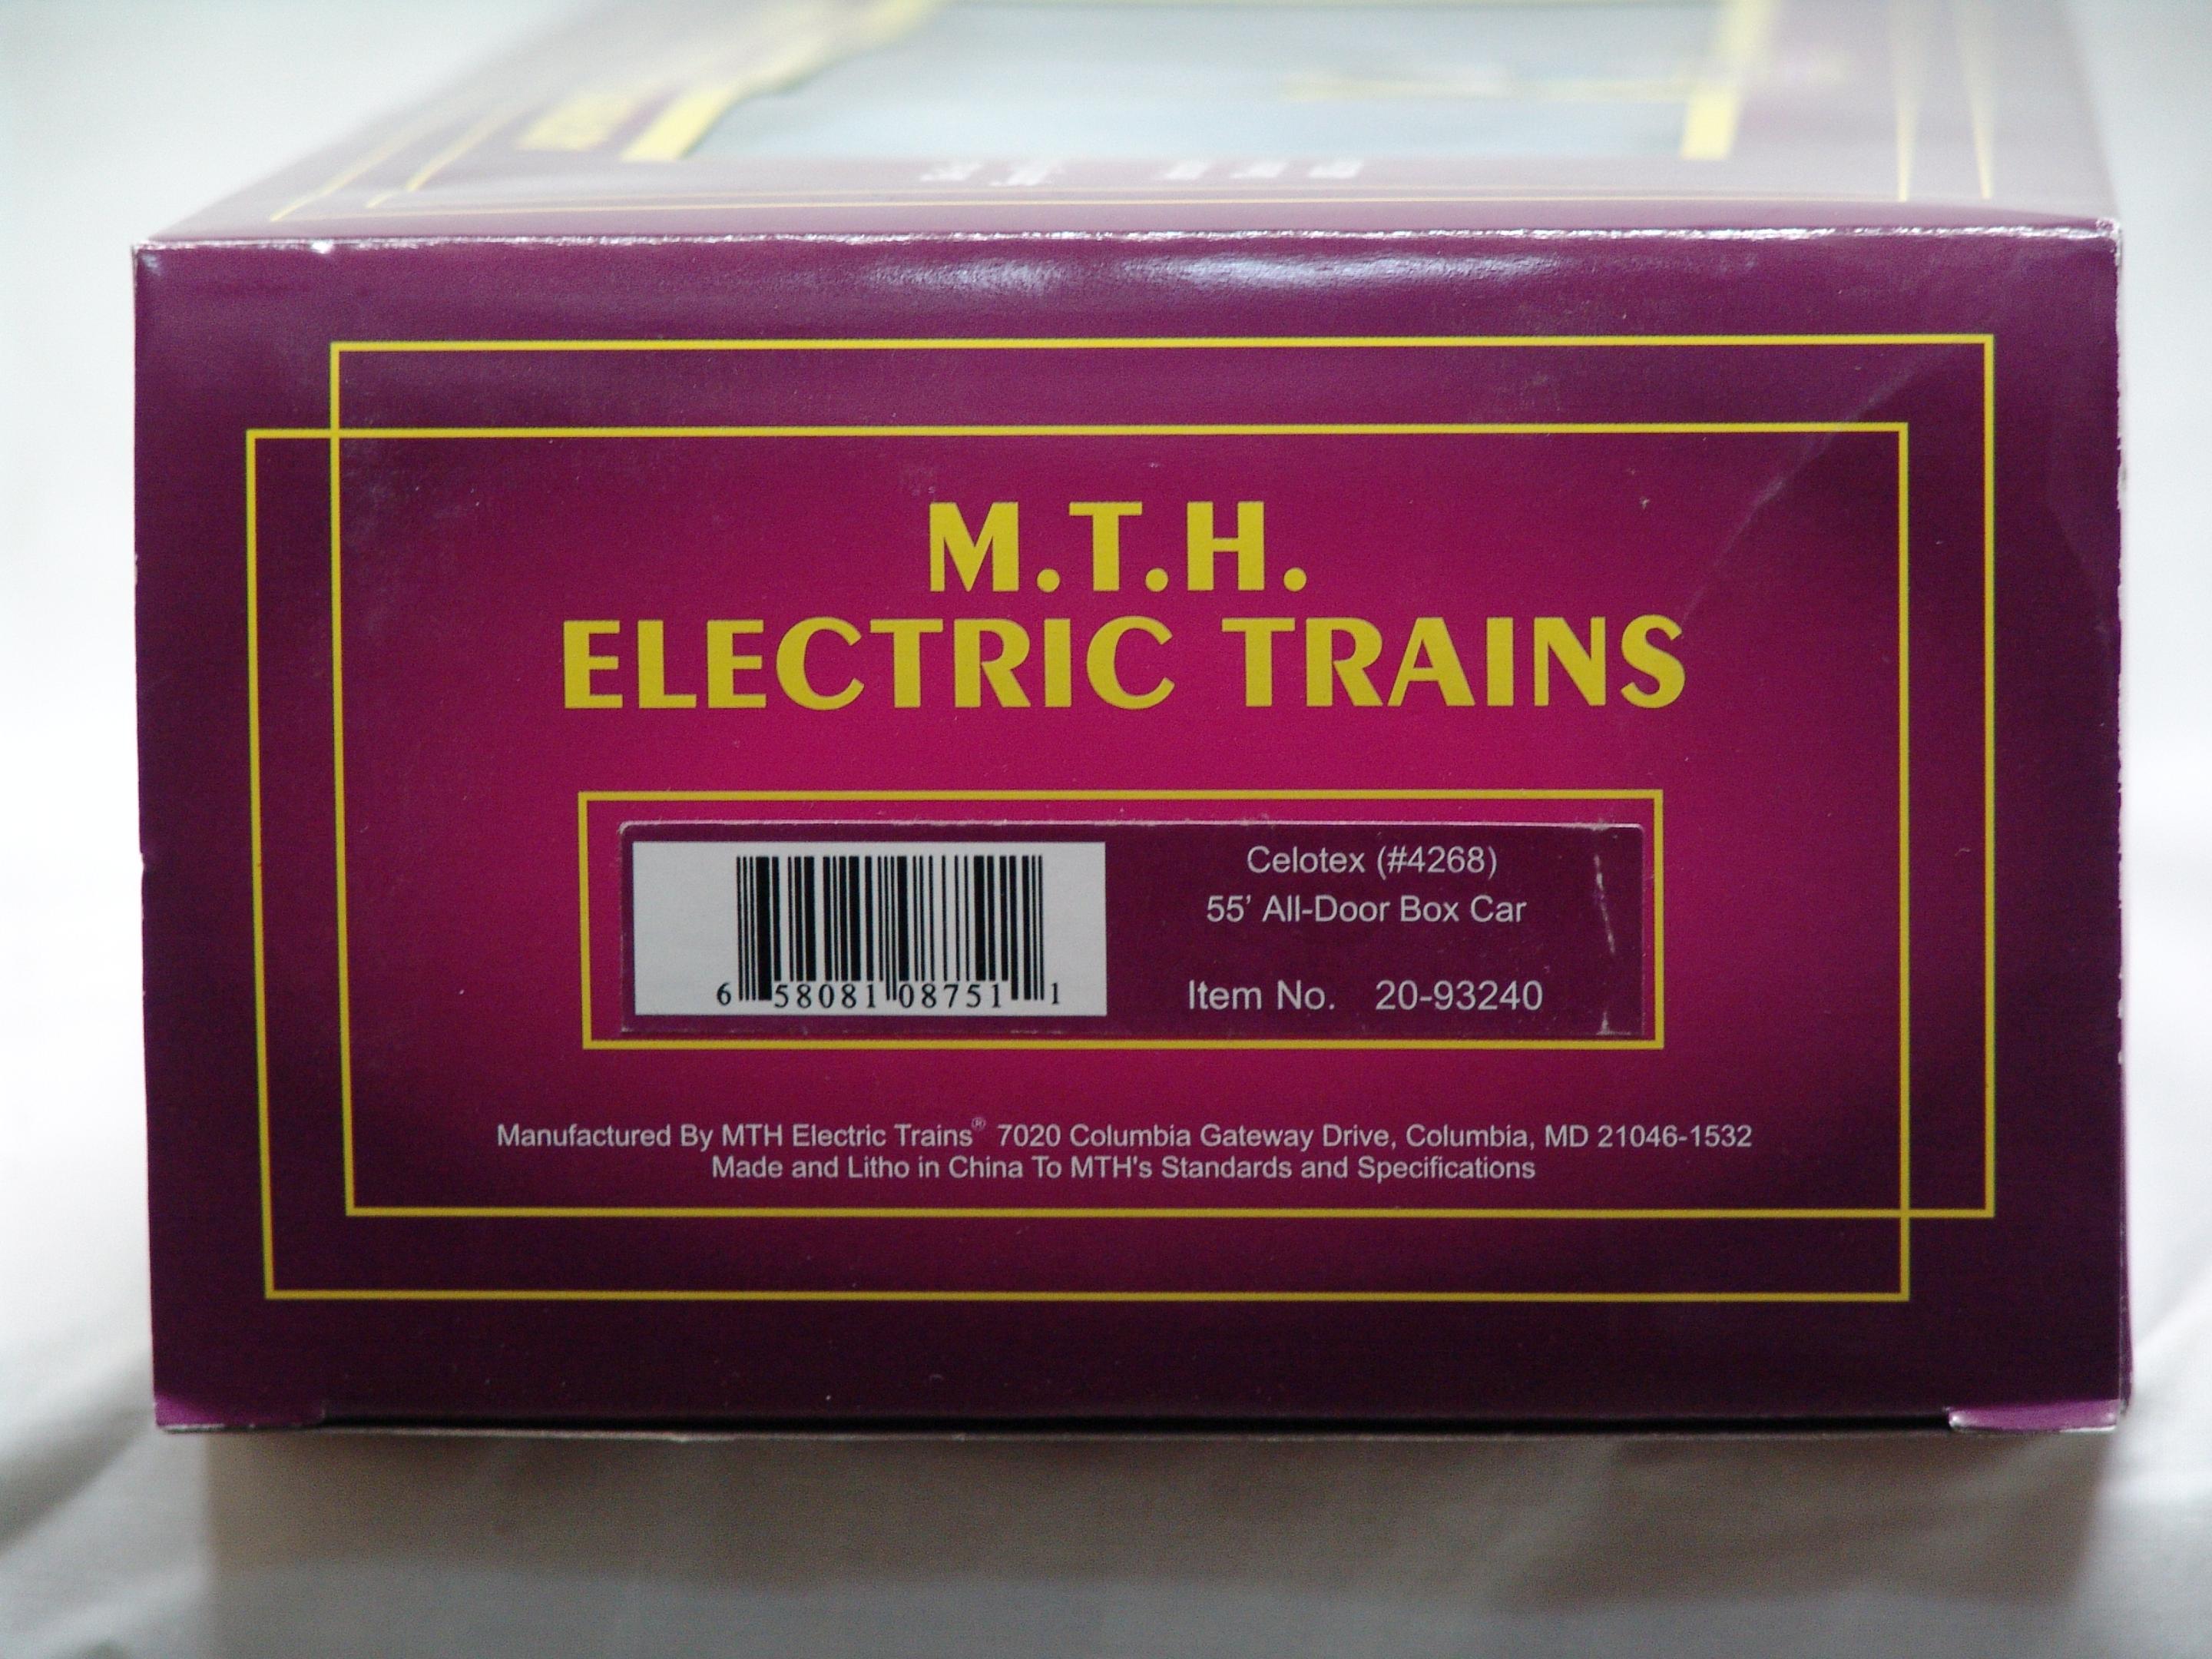 M.T.H.
ELECTRIC TRAINS
Celotex (#4268)
55' All-Door Box Car
Item No. 20-93240
6 58081 08751 1
Manufactured By MTH Electric Trains® 7020 Columbia Gateway Drive, Columbia, MD 21046-1532
Made and Litho in China To MTH's Standards and Specifications